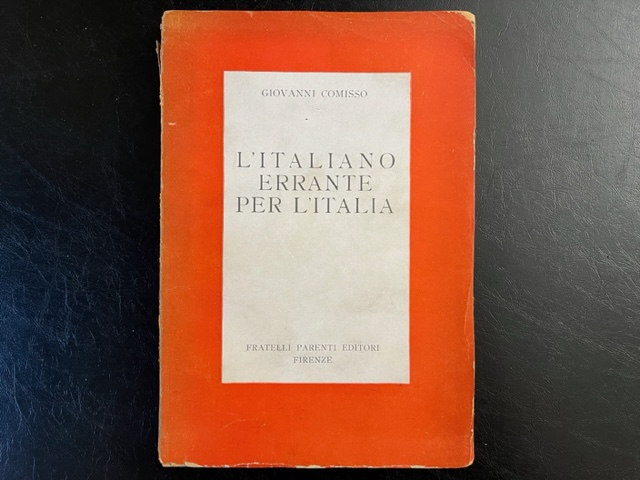 GIOVANNI COMISSO
L'ITALIANO
ERRANTE
PER L'ITALIA
FRATELLI PARENTI EDITORI
FIRENZE